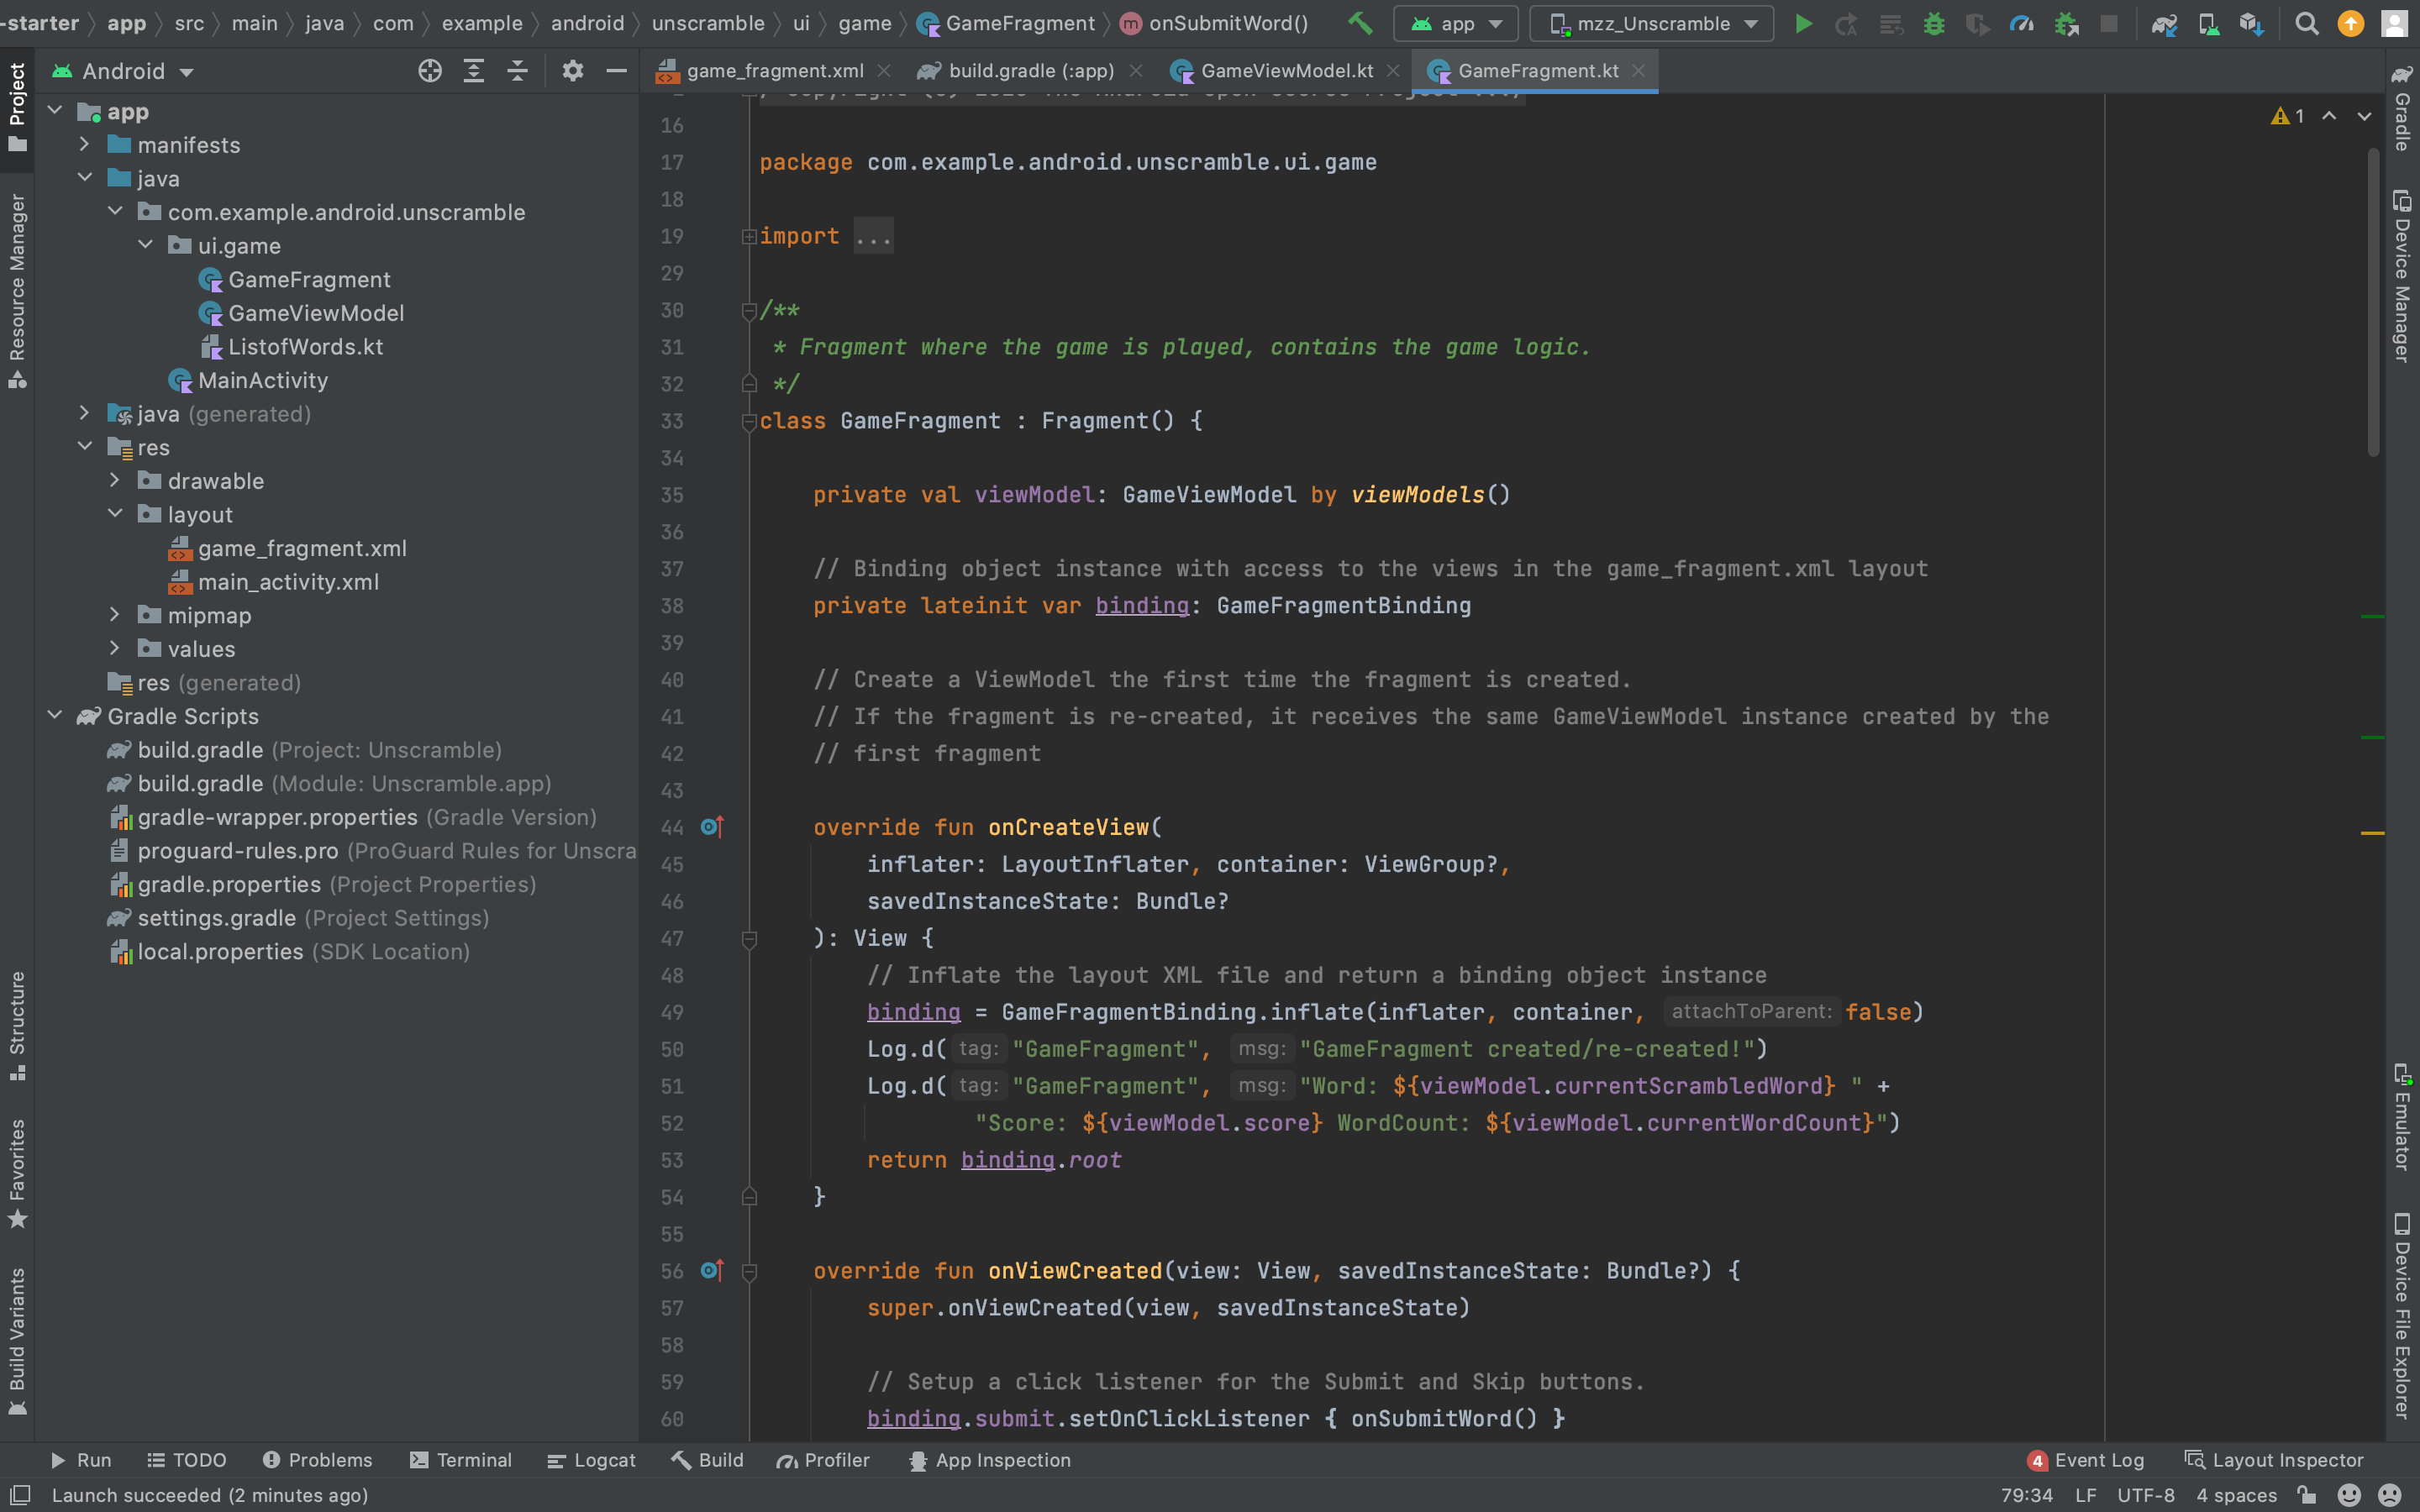 -starter
app
src
main
java
com
example
android
unscramble
ui
game
GameFragment
onSubmitWord()
app
mzz_Unscramble
Android
game_fragment.xml
build.gradle (:app)
GameViewModel.kt
GameFragment.kt
Project
Resource Manager
Structure
Favorites
Build Variants
app
manifests
java
com.example.android.unscramble
ui.game
GameFragment
GameViewModel
ListofWords.kt
MainActivity
java (generated)
res
drawable
layout
game_fragment.xml
main_activity.xml
mipmap
values
res (generated)
Gradle Scripts
build.gradle (Project: Unscramble)
build.gradle (Module: Unscramble.app)
gradle-wrapper.properties (Gradle Version)
proguard-rules.pro (ProGuard Rules for Unscra
gradle.properties (Project Properties)
settings.gradle (Project Settings)
local.properties (SDK Location)
1
16
17 package com.example.android.unscramble.ui.game
18
19 import ...
29
30 /**
31 * Fragment where the game is played, contains the game logic.
32 */
33 class GameFragment : Fragment() {
34
35 private val viewModel: GameViewModel by viewModels()
36
37 // Binding object instance with access to the views in the game_fragment.xml layout
38 private lateinit var binding: GameFragmentBinding
39
40 // Create a ViewModel the first time the fragment is created.
41 // If the fragment is re-created, it receives the same GameViewModel instance created by the
42 // first fragment
43
44 override fun onCreateView(
45 inflater: LayoutInflater, container: ViewGroup?,
46 savedInstanceState: Bundle?
47 ): View {
48 // Inflate the layout XML file and return a binding object instance
49 binding = GameFragmentBinding.inflate(inflater, container, attachToParent: false)
50 Log.d( tag: "GameFragment", msg: "GameFragment created/re-created!")
51 Log.d( tag: "GameFragment", msg: "Word: ${viewModel.currentScrambledWord} " +
52 "Score: ${viewModel.score} WordCount: ${viewModel.currentWordCount}")
53 return binding.root
54 }
55
56 override fun onViewCreated(view: View, savedInstanceState: Bundle?) {
57 super.onViewCreated(view, savedInstanceState)
58
59 // Setup a click listener for the Submit and Skip buttons.
60 binding.submit.setOnClickListener { onSubmitWord() }
Gradle
Device Manager
Emulator
Device File Explorer
Run
TODO
Problems
Terminal
Logcat
Build
Profiler
App Inspection
4 Event Log
Layout Inspector
Launch succeeded (2 minutes ago)
79:34
LF
UTF-8
4 spaces